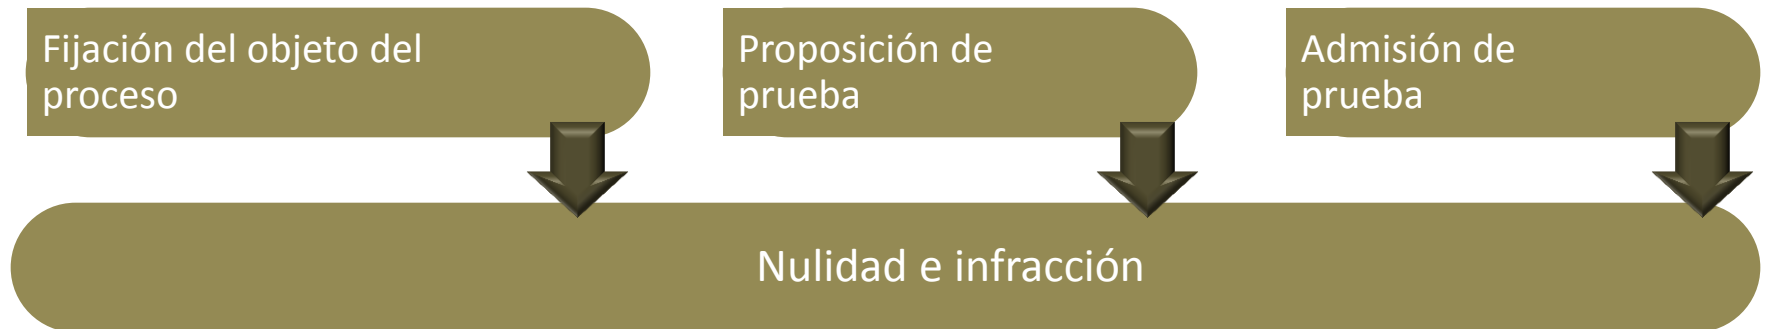 Fijación del objeto del
proceso
Proposición de
prueba
Admisión de
prueba
Nulidad e infracción